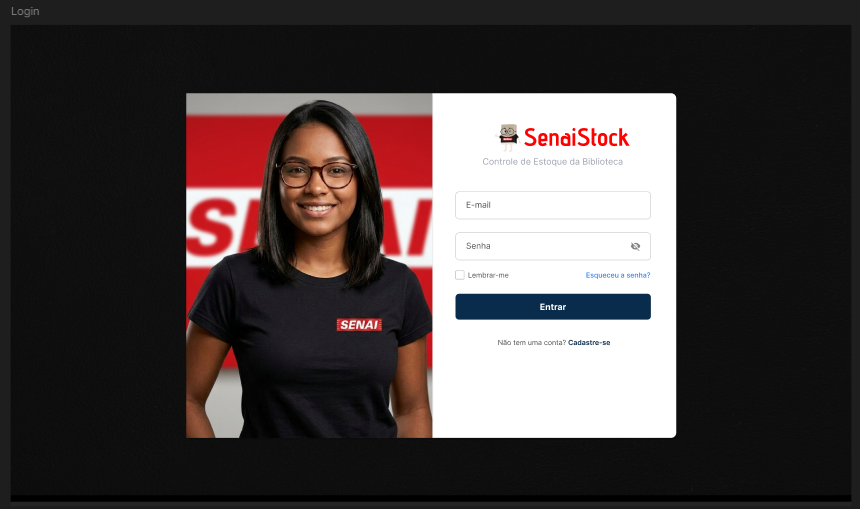 Login
SENAI
SENAI
SenaiStock
Controle de Estoque da Biblioteca
E-mail
Senha
Lembrar-me
Esqueceu a senha?
Entrar
Não tem uma conta? Cadastre-se